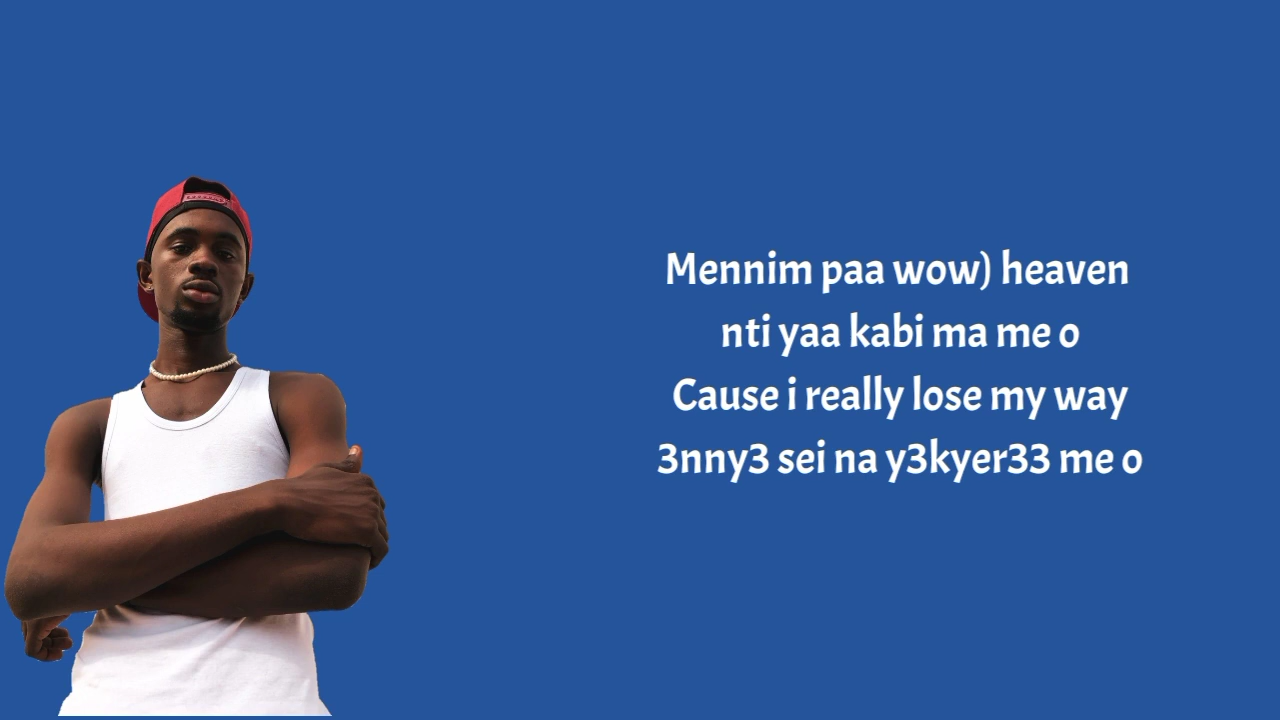 Mennim paa wow) heaven
nti yaa kabi ma me o
Cause i really lose my way
3nny3 sei na y3kyer33 me o